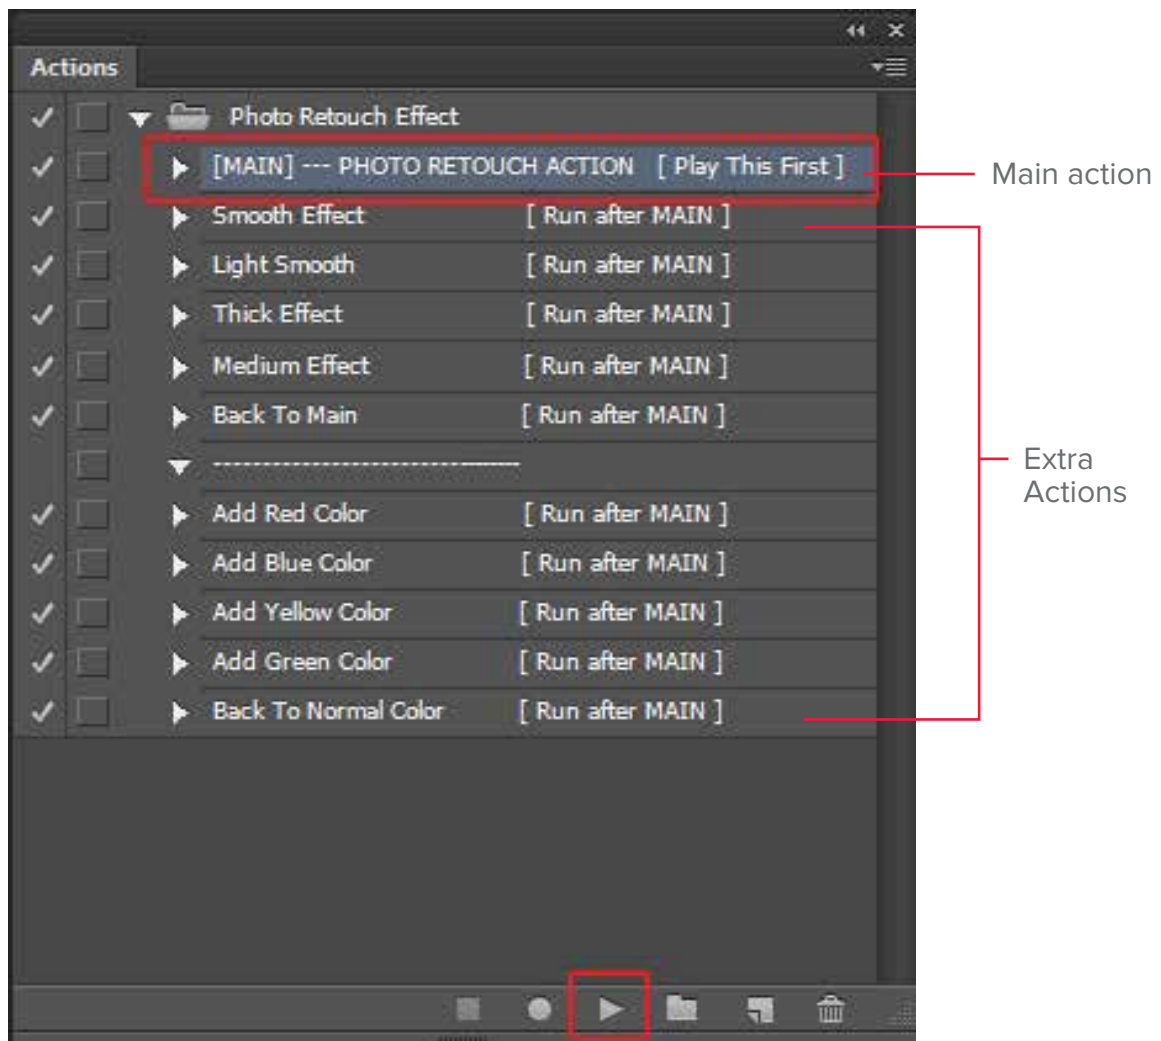 Actions
Photo Retouch Effect
[MAIN] --- PHOTO RETOUCH ACTION [ Play This First ]
Main action
Smooth Effect [ Run after MAIN ]
Light Smooth [ Run after MAIN ]
Thick Effect [ Run after MAIN ]
Medium Effect [ Run after MAIN ]
Back To Main [ Run after MAIN ]
Extra
Actions
------------------------------
Add Red Color [ Run after MAIN ]
Add Blue Color [ Run after MAIN ]
Add Yellow Color [ Run after MAIN ]
Add Green Color [ Run after MAIN ]
Back To Normal Color [ Run after MAIN ]